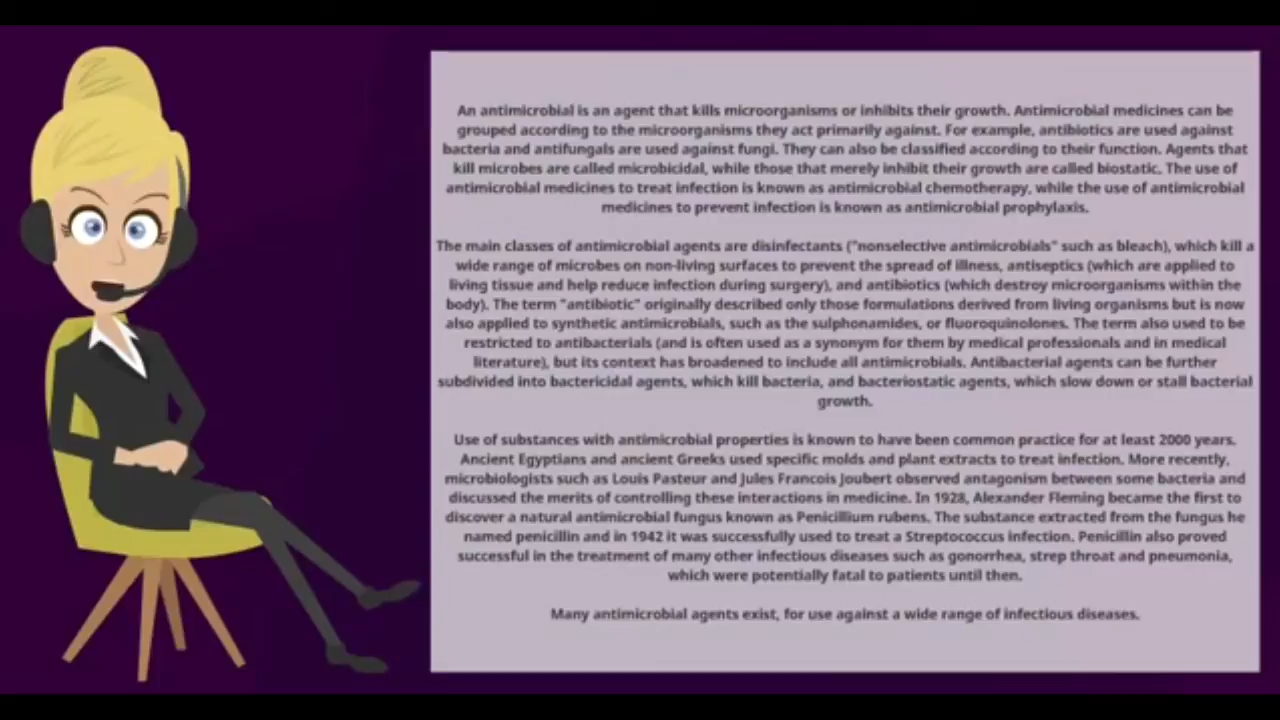 An antimicrobial is an agent that kills microorganisms or inhibits their growth. Antimicrobial medicines can be
grouped according to the microorganisms they act primarily against. For example, antibiotics are used against
bacteria and antifungals are used against fungi. They can also be classified according to their function. Agents that
kill microbes are called microbicidal, while those that merely inhibit their growth are called biostatic. The use of
antimicrobial medicines to treat infection is known as antimicrobial chemotherapy, while the use of antimicrobial
medicines to prevent infection is known as antimicrobial prophylaxis.
The main classes of antimicrobial agents are disinfectants ("nonselective antimicrobials" such as bleach), which kill a
wide range of microbes on non-living surfaces to prevent the spread of illness, antiseptics (which are applied to
living tissue and help reduce infection during surgery), and antibiotics (which destroy microorganisms within the
body). The term "antibiotic" originally described only those formulations derived from living organisms but is now
also applied to synthetic antimicrobials, such as the sulphonamides, or fluoroquinolones. The term also used to be
restricted to antibacterials (and is often used as a synonym for them by medical professionals and in medical
literature), but its context has broadened to include all antimicrobials. Antibacterial agents can be further
subdivided into bactericidal agents, which kill bacteria, and bacteriostatic agents, which slow down or stall bacterial
growth.
Use of substances with antimicrobial properties is known to have been common practice for at least 2000 years.
Ancient Egyptians and ancient Greeks used specific molds and plant extracts to treat infection. More recently,
microbiologists such as Louis Pasteur and Jules Francois Joubert observed antagonism between some bacteria and
discussed the merits of controlling these interactions in medicine. In 1928, Alexander Fleming became the first to
discover a natural antimicrobial fungus known as Penicillium rubens. The substance extracted from the fungus he
named penicillin and in 1942 it was successfully used to treat a Streptococcus infection. Penicillin also proved
successful in the treatment of many other infectious diseases such as gonorrhea, strep throat and pneumonia,
which were potentially fatal to patients until then.
Many antimicrobial agents exist, for use against a wide range of infectious diseases.